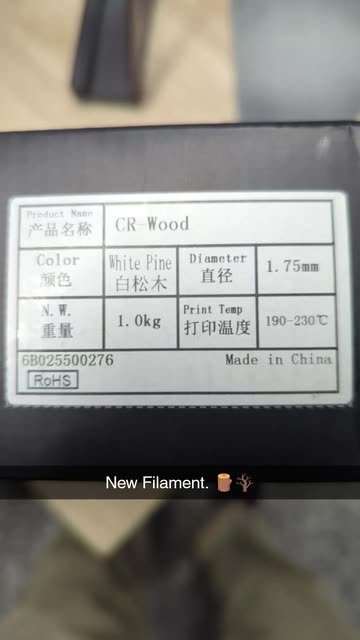 Product Name
产品名称
CR-Wood
Color
颜色
White Pine
白松木
Diameter
直径
1.75mm
N.W.
重量
1.0kg
Print Temp
打印温度
190-230℃
6B025500276
Made in China
RoHS
New Filament. 🪵🪾